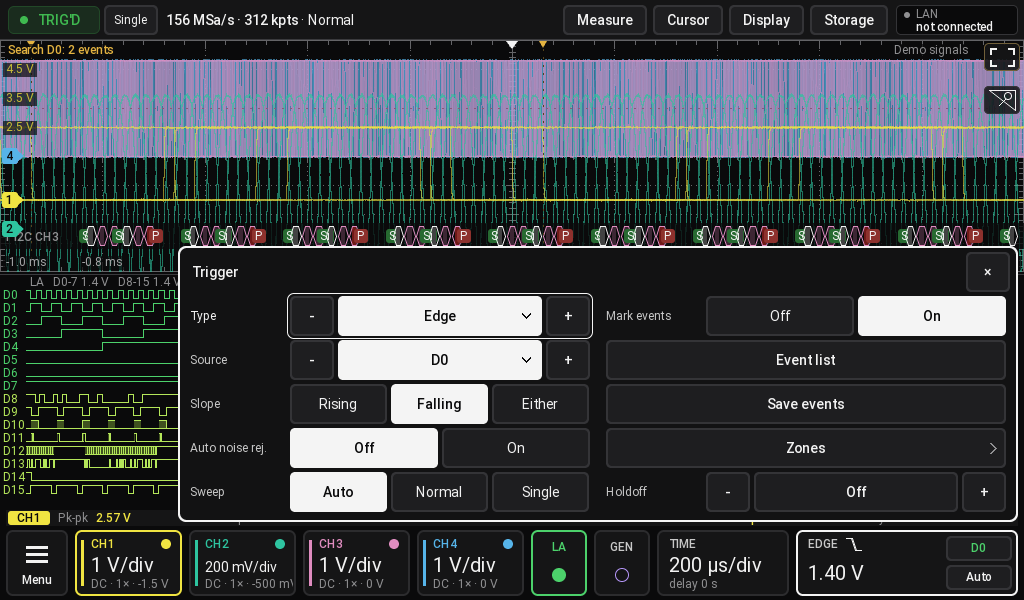 TRIG'D Single 156 MSa/s · 312 kpts · Normal Measure Cursor Display Storage LAN not connected
Search D0: 2 events Demo signals
4.5 V
3.5 V
2.5 V
4
1
2
I2C CH3 S S P S S P S S P S S P S S P S S P S S P S S P S S P S
-1.0 ms -0.8 ms
LA D0-7 1.4 V D8-15 1.4 V
D0
D1
D2
D3
D4
D5
D6
D7
D8
D9
D10
D11
D12
D13
D14
D15
Trigger ×
Type - Edge + Mark events Off On
Source - D0 + Event list
Slope Rising Falling Either Save events
Auto noise rej. Off On Zones
Sweep Auto Normal Single Holdoff - Off +
CH1 Pk-pk 2.57 V
Menu
CH1
1 V/div
DC · 1× · -1.5 V
CH2
200 mV/div
DC · 1× · -500 mV
CH3
1 V/div
DC · 1× · 0 V
CH4
1 V/div
DC · 1× · 0 V
LA
GEN
TIME
200 µs/div
delay 0 s
EDGE D0
1.40 V Auto